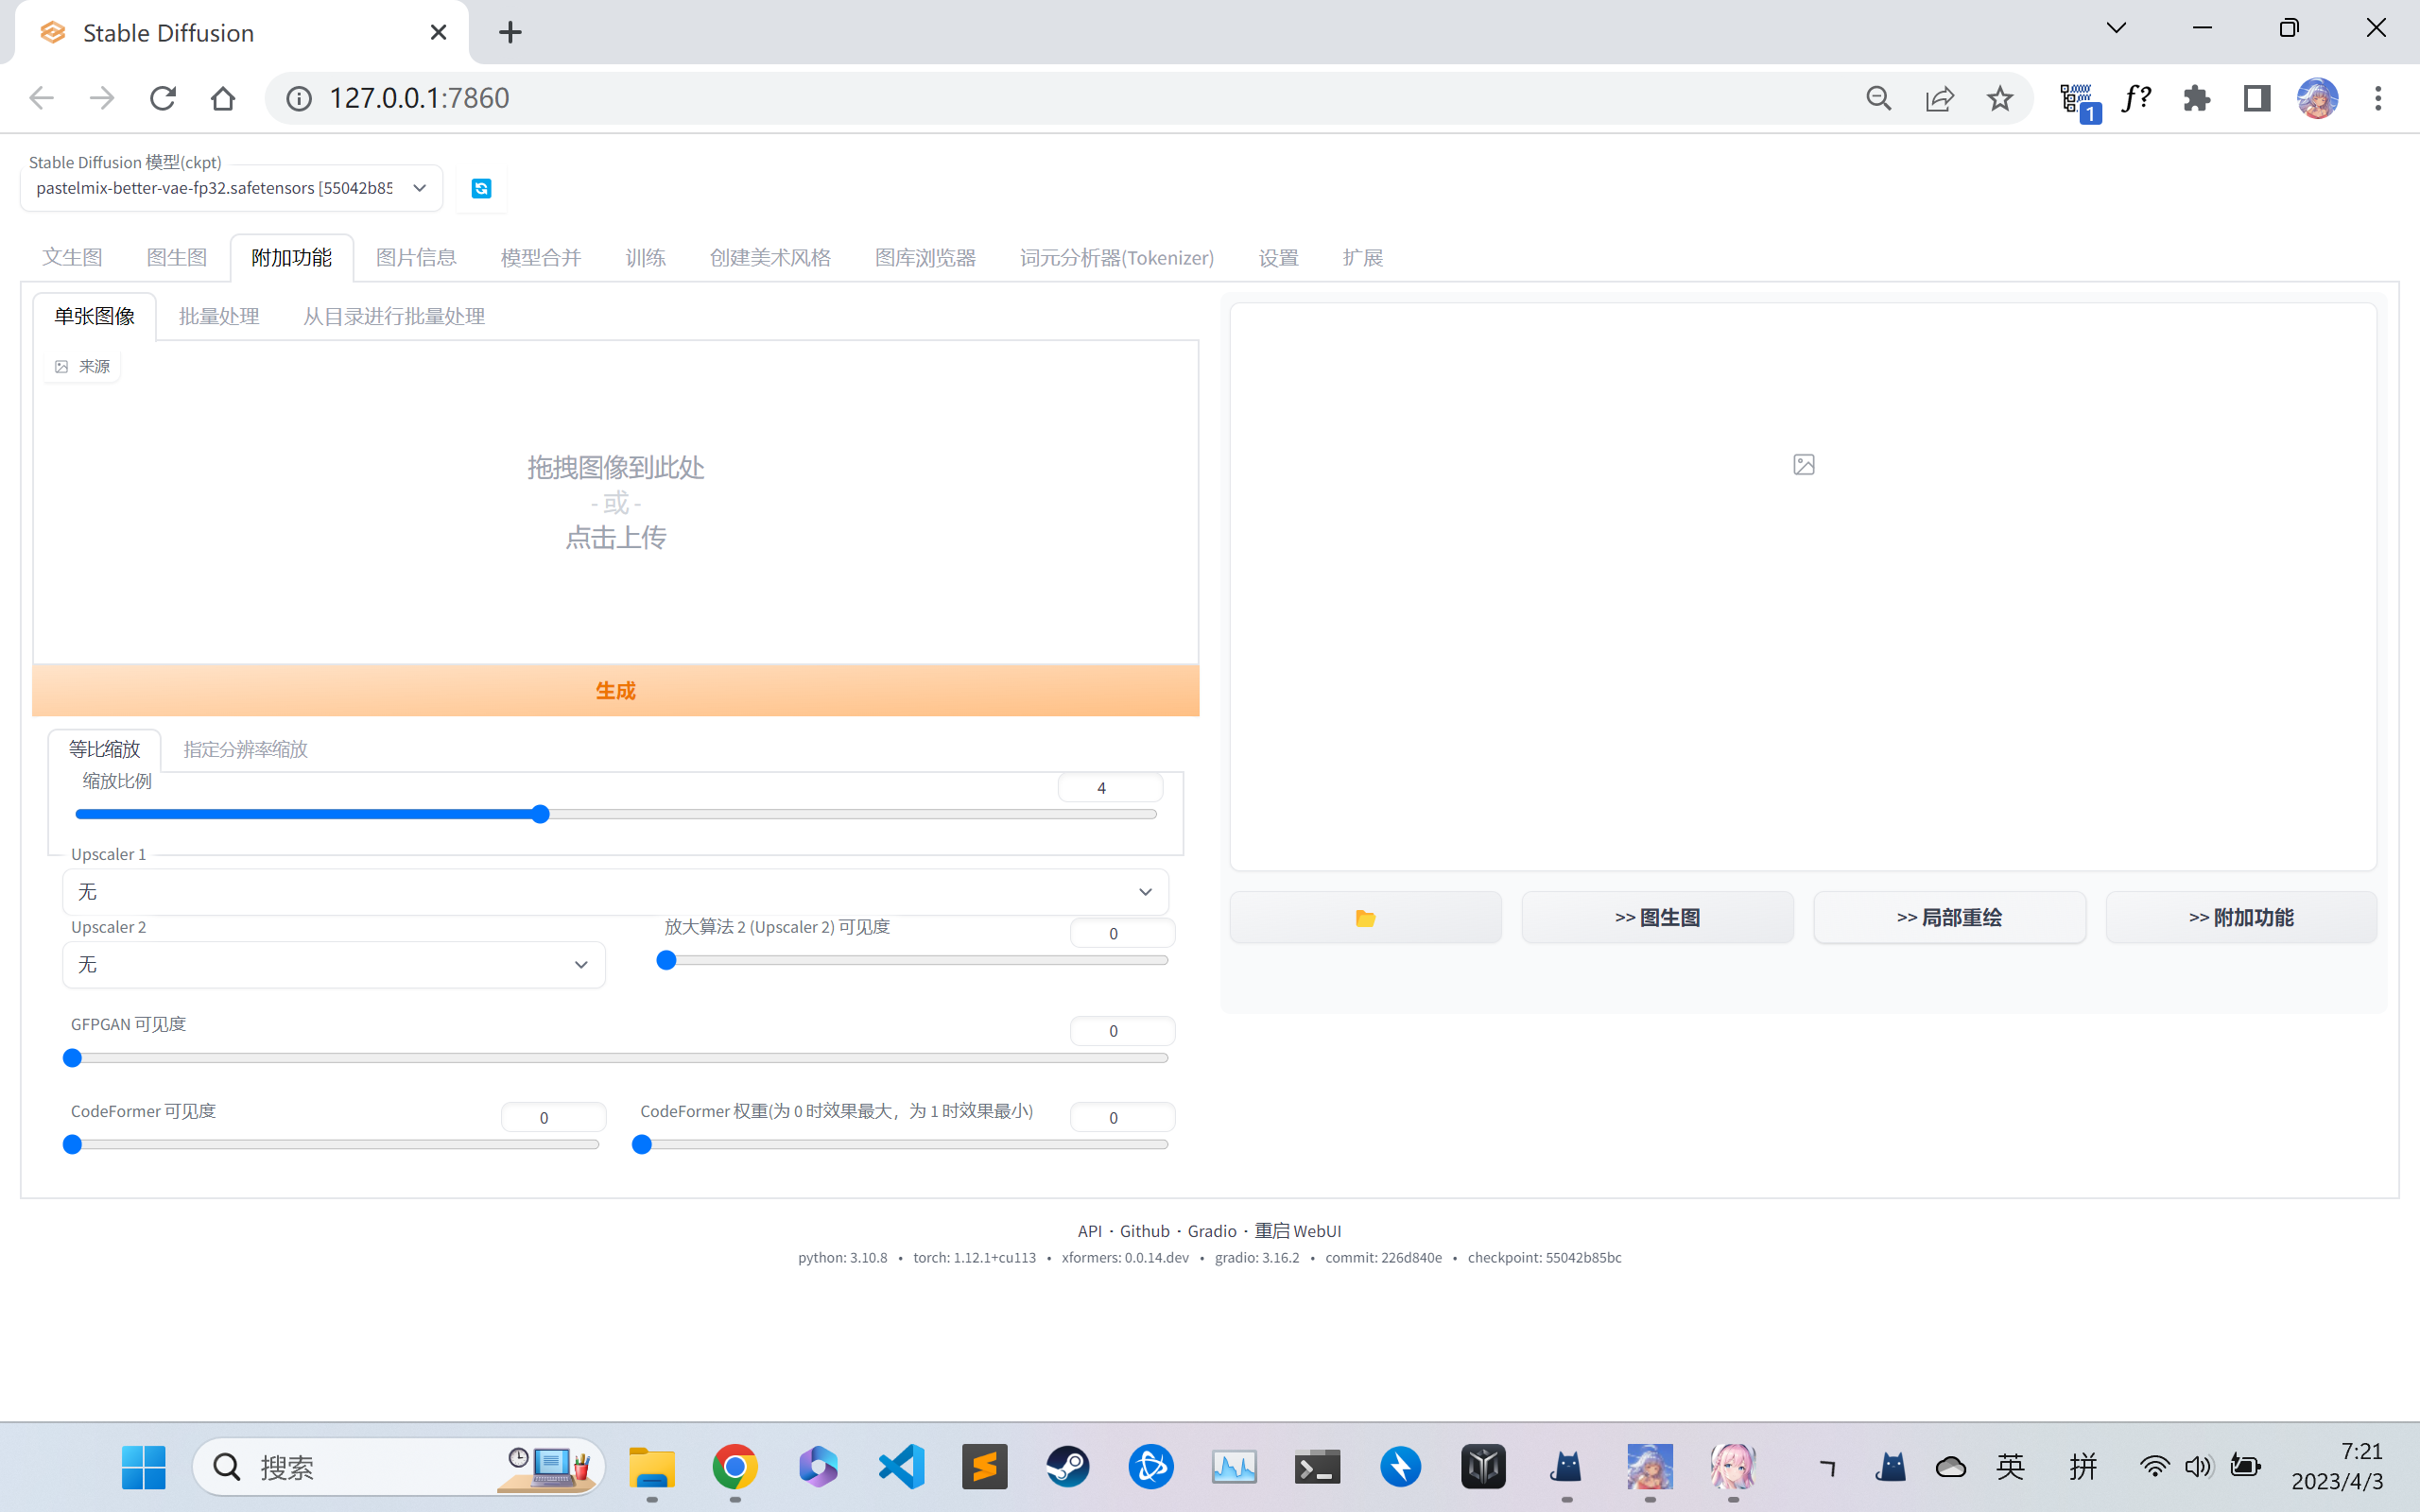 Stable Diffusion
127.0.0.1:7860
1
f?
Stable Diffusion 模型(ckpt)
pastelmix-better-vae-fp32.safetensors [55042b85
文生图 图生图 附加功能 图片信息 模型合并 训练 创建美术风格 图库浏览器 词元分析器(Tokenizer) 设置 扩展
单张图像 批量处理 从目录进行批量处理
来源
拖拽图像到此处
- 或 -
点击上传
生成
等比缩放 指定分辨率缩放
缩放比例 4
Upscaler 1
无
Upscaler 2 放大算法 2 (Upscaler 2) 可见度 0
无
GFPGAN 可见度 0
CodeFormer 可见度 0 CodeFormer 权重(为 0 时效果最大，为 1 时效果最小) 0
>> 图生图 >> 局部重绘 >> 附加功能
API · Github · Gradio · 重启 WebUI
python: 3.10.8 • torch: 1.12.1+cu113 • xformers: 0.0.14.dev • gradio: 3.16.2 • commit: 226d840e • checkpoint: 55042b85bc
搜索
英 拼
7:21
2023/4/3